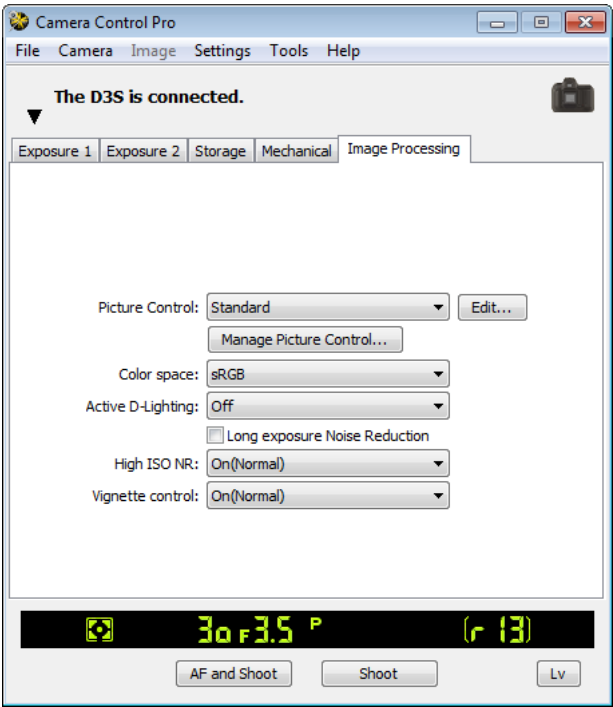 Camera Control Pro
File Camera Image Settings Tools Help
The D3S is connected.
Exposure 1 Exposure 2 Storage Mechanical Image Processing
Picture Control: Standard Edit...
Manage Picture Control...
Color space: sRGB
Active D-Lighting: Off
Long exposure Noise Reduction
High ISO NR: On(Normal)
Vignette control: On(Normal)
30 F3.5 P (r 13)
AF and Shoot Shoot Lv